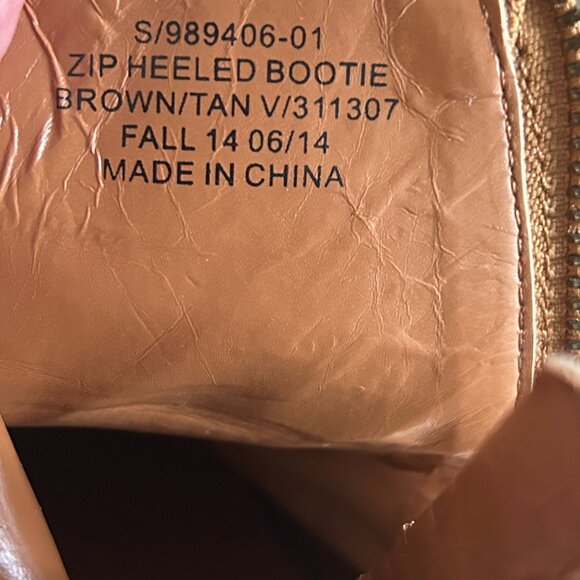 S/989406-01
ZIP HEELED BOOTIE
BROWN/TAN V/311307
FALL 14 06/14
MADE IN CHINA